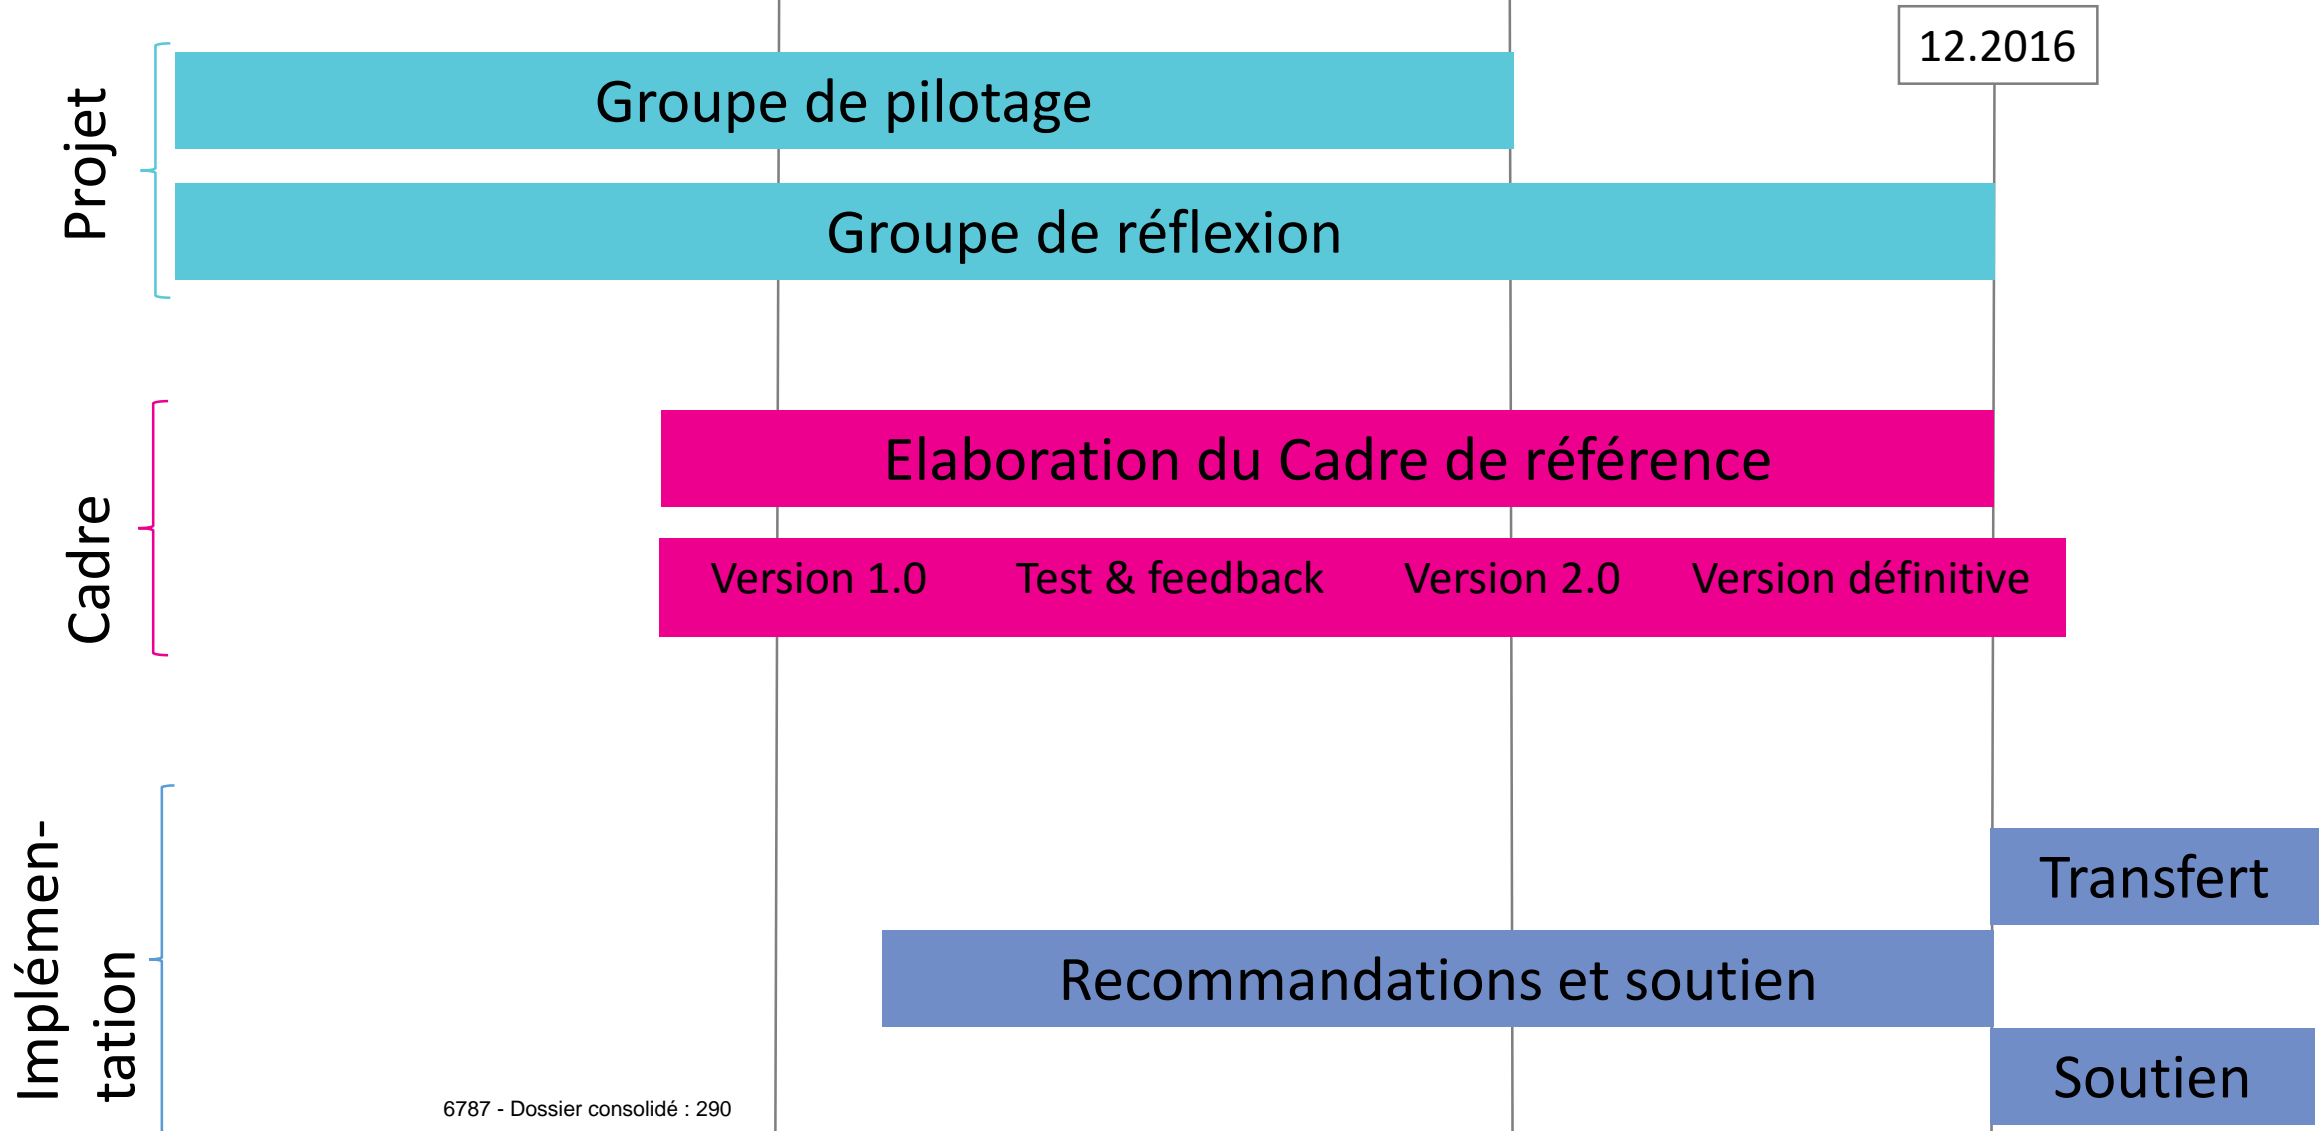 12.2016
Projet
Groupe de pilotage
Groupe de réflexion
Cadre
Elaboration du Cadre de référence
Version 1.0 Test & feedback Version 2.0 Version définitive
Implémen-
tation
Transfert
Recommandations et soutien
Soutien
6787 - Dossier consolidé : 290